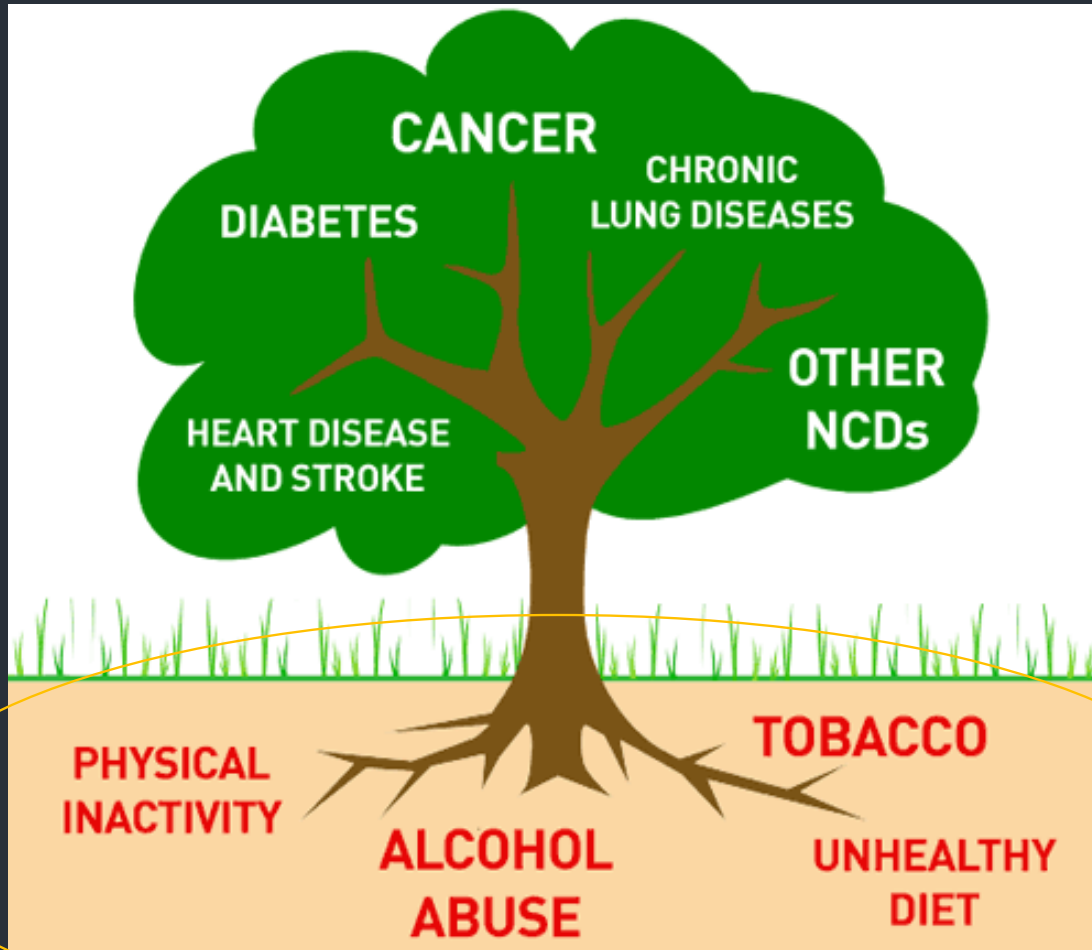 CANCER
CHRONIC
LUNG DISEASES
DIABETES
OTHER
NCDs
HEART DISEASE
AND STROKE
TOBACCO
PHYSICAL
INACTIVITY
ALCOHOL
ABUSE
UNHEALTHY
DIET